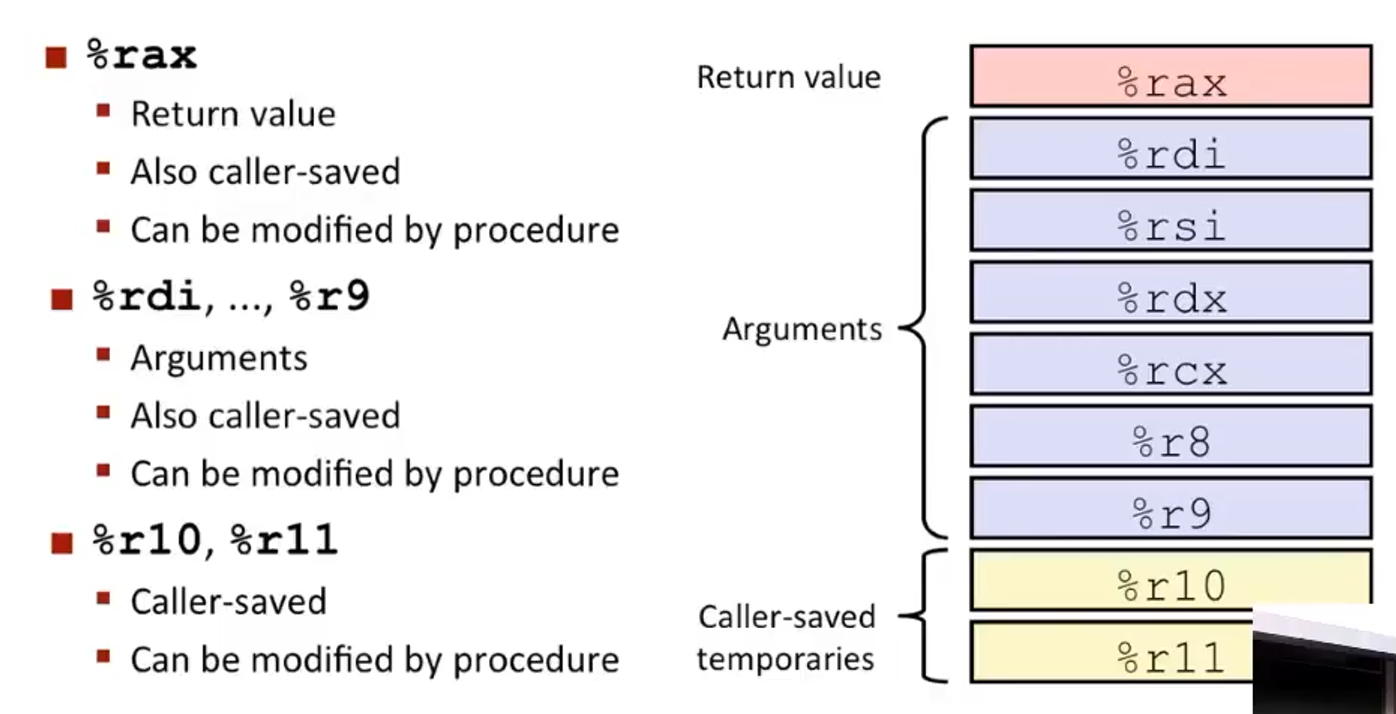 %rax
Return value
Also caller-saved
Can be modified by procedure
%rdi, ..., %r9
Arguments
Also caller-saved
Can be modified by procedure
%r10, %r11
Caller-saved
Can be modified by procedure
Return value
Arguments
Caller-saved
temporaries
%rax
%rdi
%rsi
%rdx
%rcx
%r8
%r9
%r10
%r11